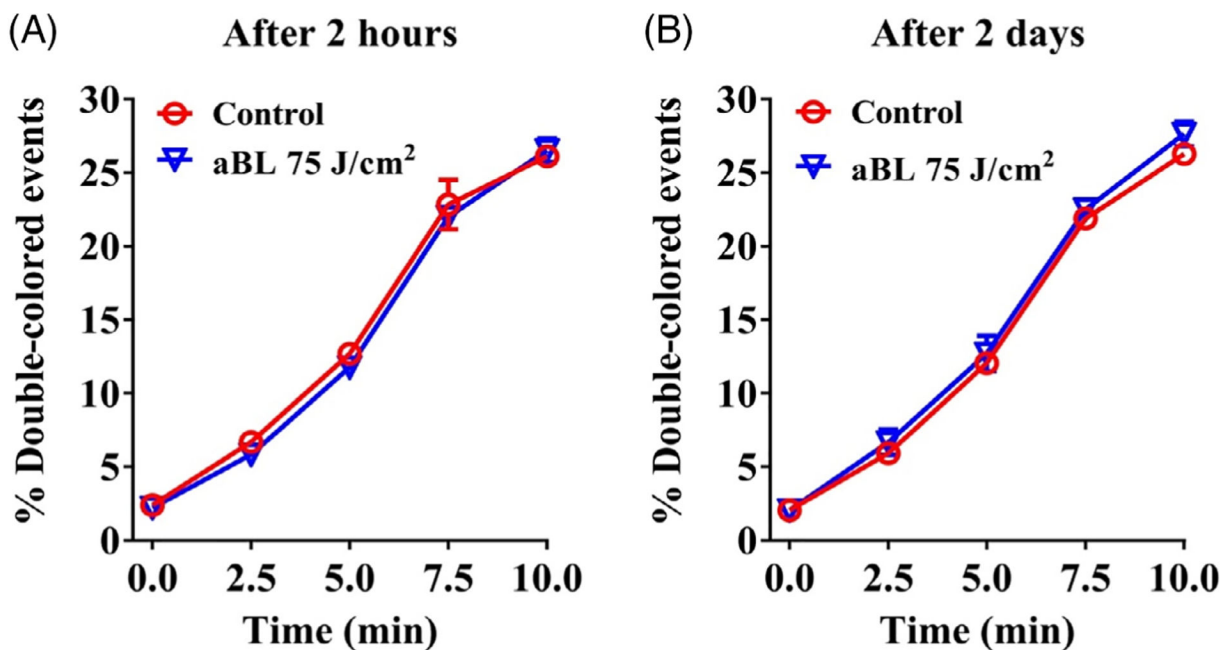 (A)
After 2 hours
% Double-colored events
30
25
20
15
10
5
0
Control
aBL 75 J/cm²
0.0 2.5 5.0 7.5 10.0
Time (min)
(B)
After 2 days
% Double-colored events
30
25
20
15
10
5
0
Control
aBL 75 J/cm²
0.0 2.5 5.0 7.5 10.0
Time (min)